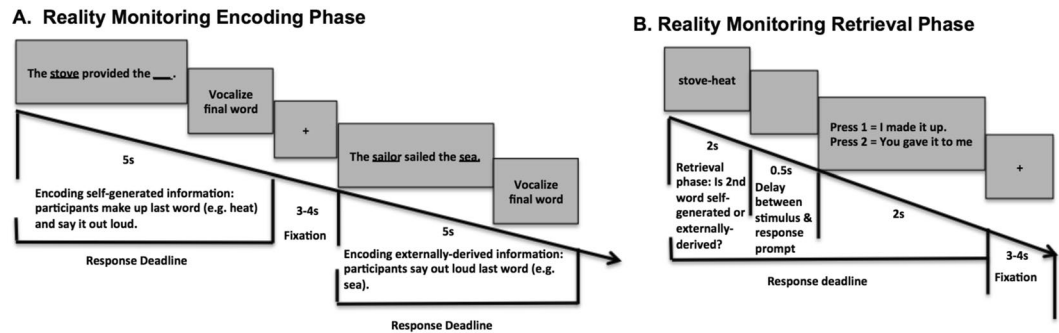 A. Reality Monitoring Encoding Phase
The stove provided the ___.
Vocalize
final word
+
The sailor sailed the sea.
Vocalize
final word
5s
Encoding self-generated information:
participants make up last word (e.g. heat)
and say it out loud.
3-4s
Fixation
5s
Encoding externally-derived information:
participants say out loud last word (e.g.
sea).
Response Deadline
Response Deadline
B. Reality Monitoring Retrieval Phase
stove-heat
Press 1 = I made it up.
Press 2 = You gave it to me
+
2s
Retrieval
phase: Is 2nd
word self-
generated or
externally-
derived?
0.5s
Delay
between
stimulus &
response
prompt
2s
3-4s
Fixation
Response deadline